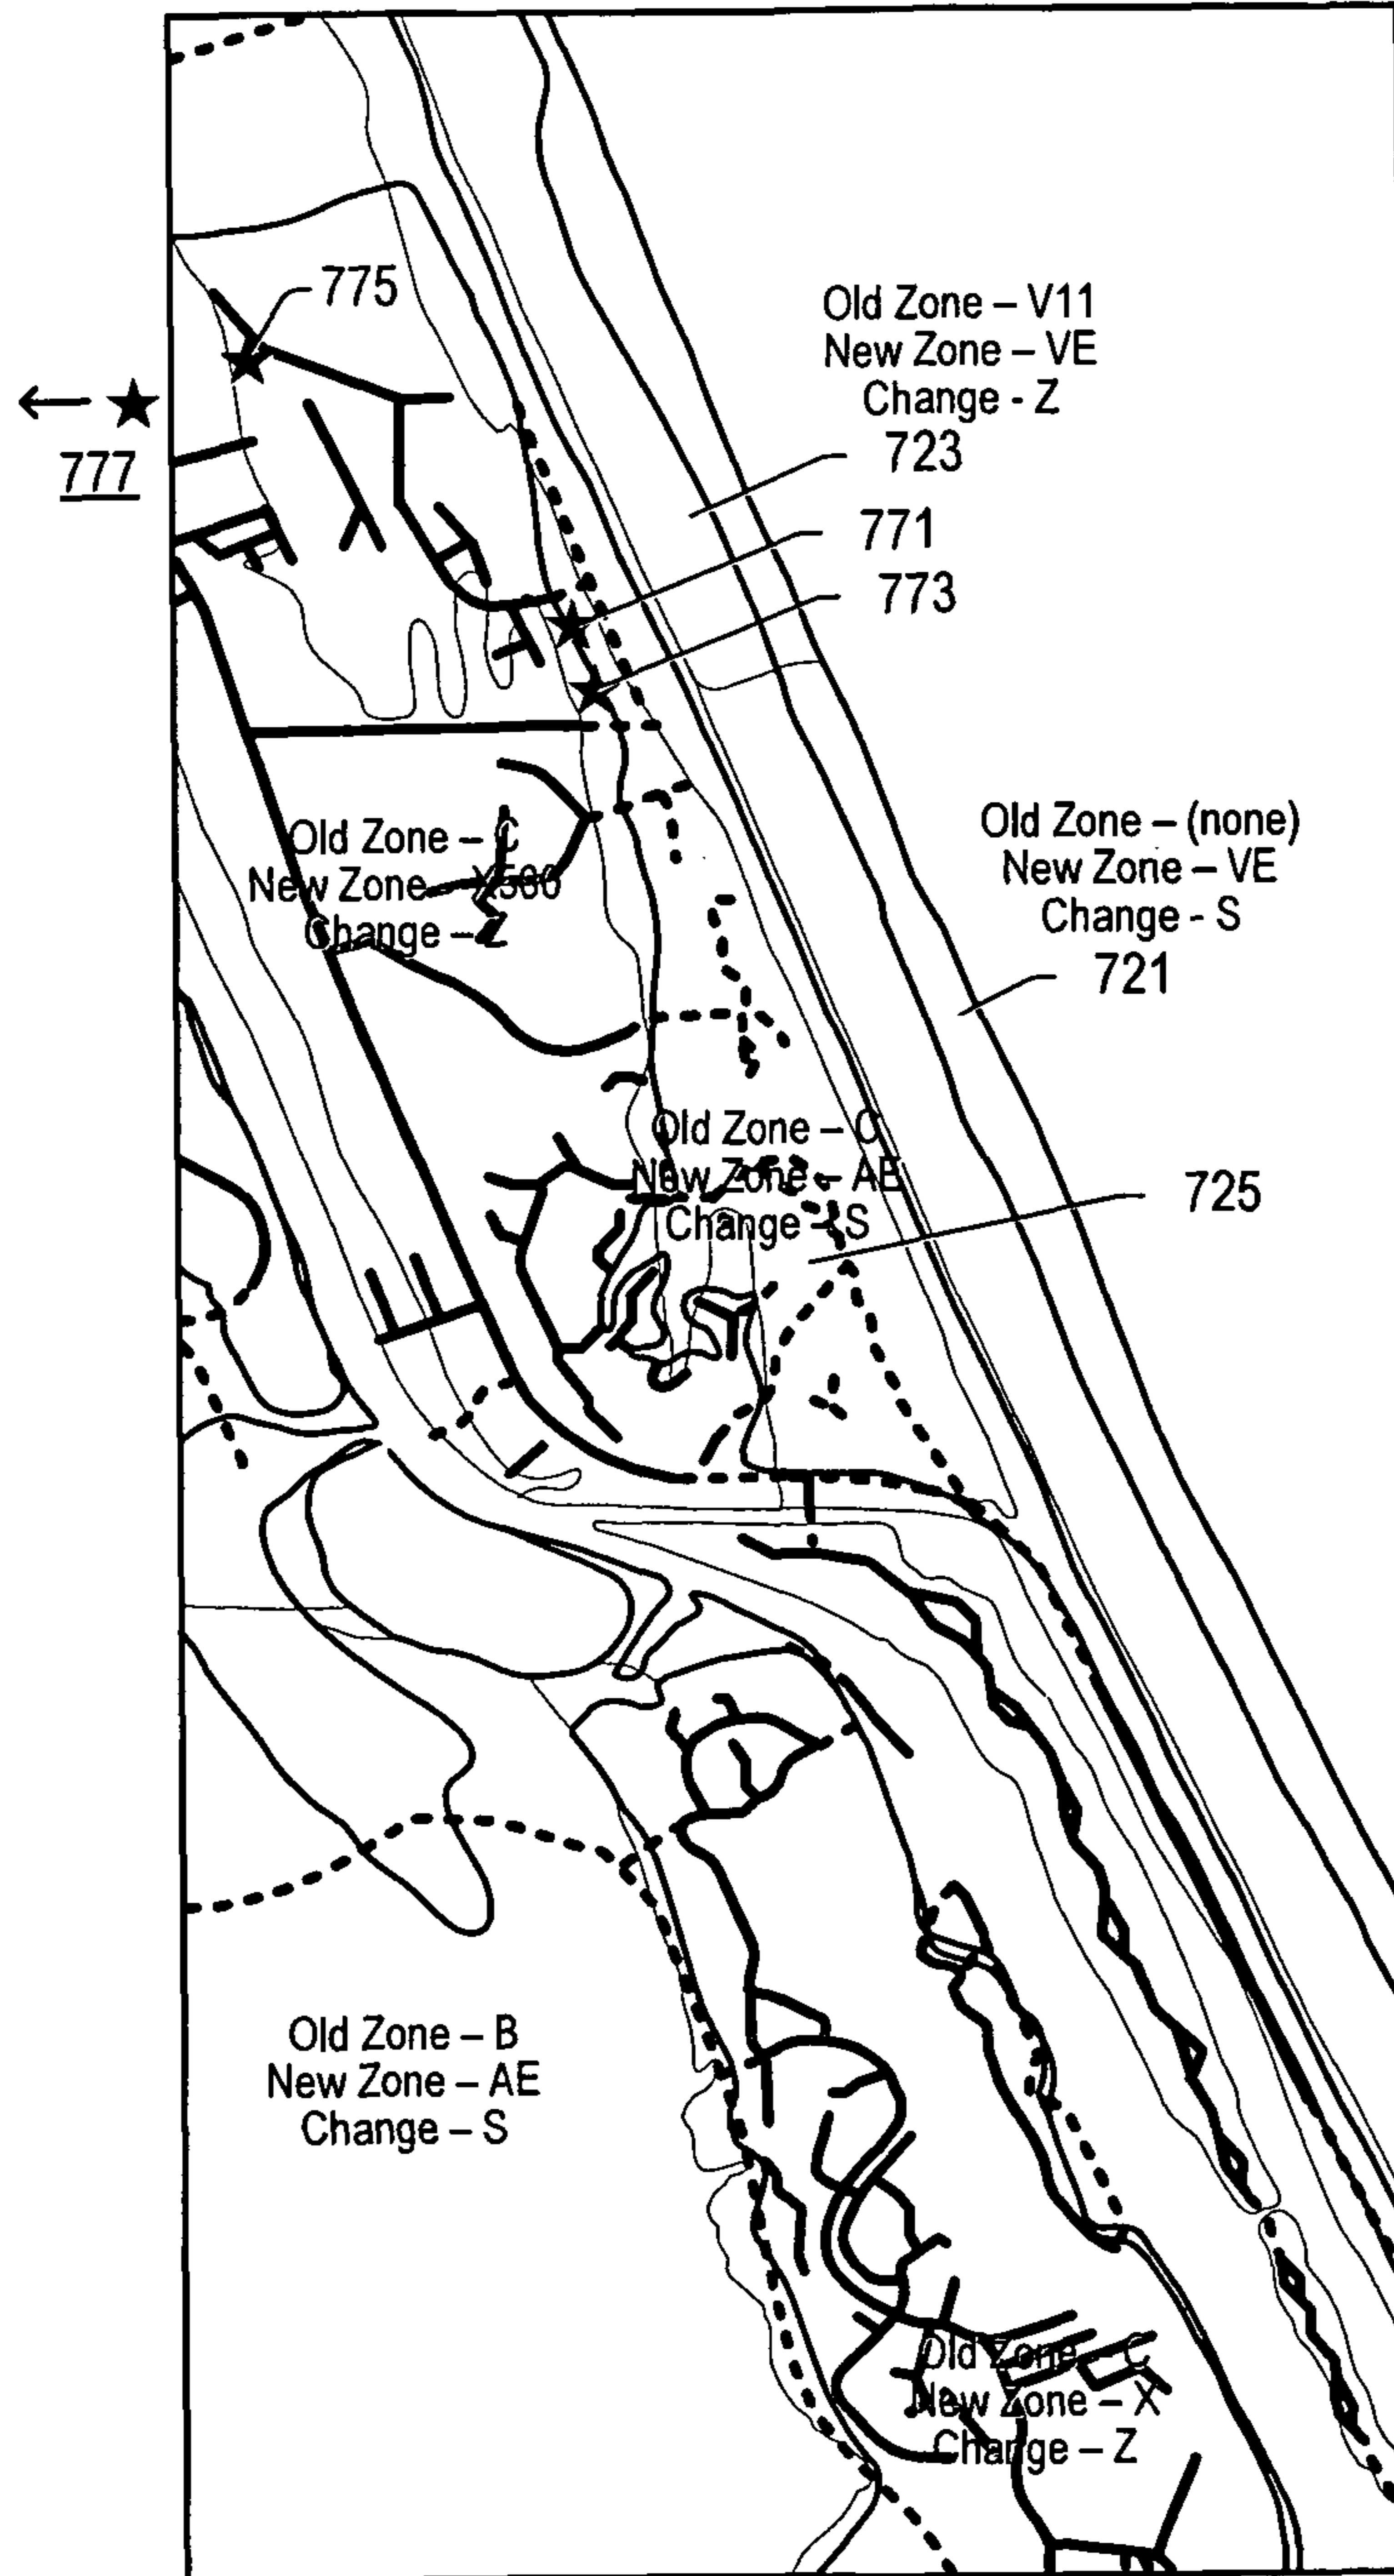 775
Old Zone – V11
New Zone – VE
Change - Z
723
777
771
773
Old Zone – C
New Zone – X500
Change – Z
Old Zone – (none)
New Zone – VE
Change - S
721
Old Zone – C
New Zone – AE
Change – S
725
Old Zone – B
New Zone – AE
Change – S
Old Zone – C
New Zone – X
Change – Z